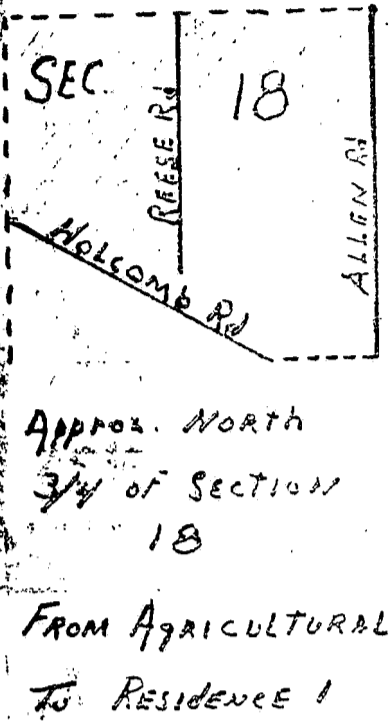 SEC. 18
REESE Rd
ALLEN Rd
HOLCOMB Rd
Approx. NORTH
3/4 of SECTION
18
FROM AGRICULTURAL
To RESIDENCE 1